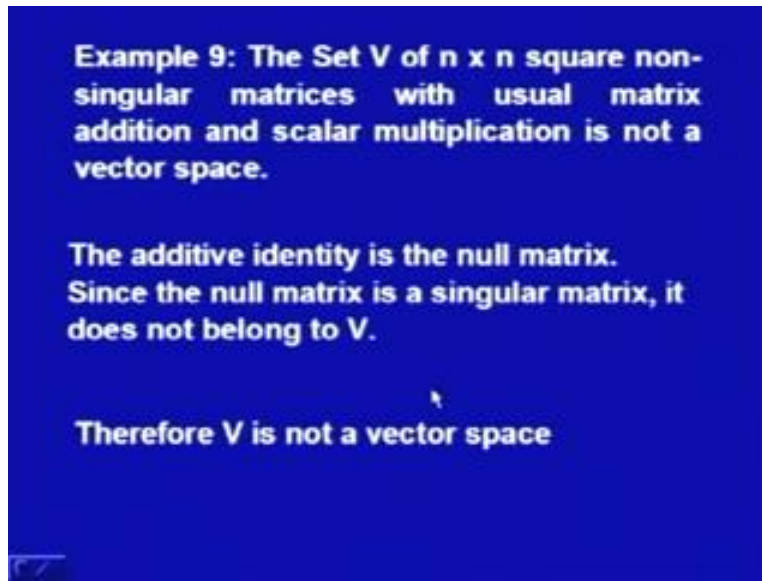 Example 9: The Set V of n x n square non-
singular matrices with usual matrix
addition and scalar multiplication is not a
vector space.
The additive identity is the null matrix.
Since the null matrix is a singular matrix, it
does not belong to V.
Therefore V is not a vector space